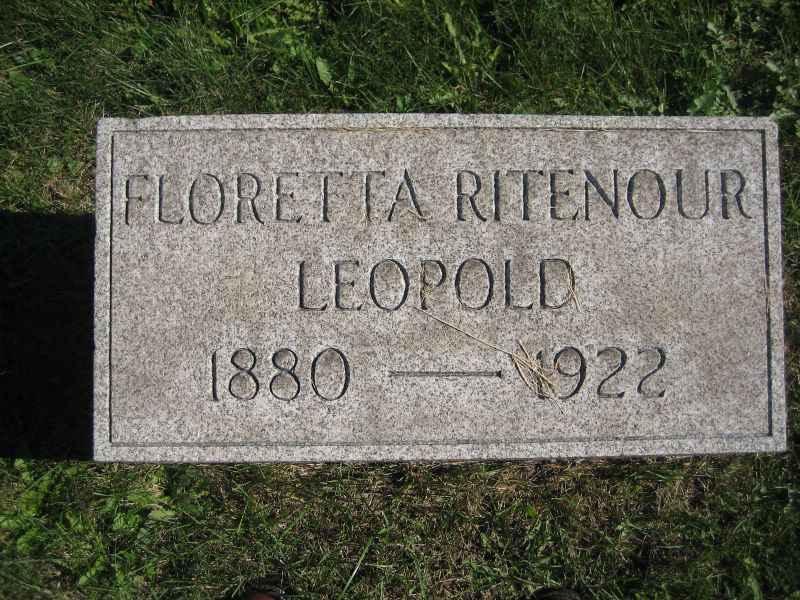 FLORETTA RITENOUR
LEOPOLD
1880 — 1922